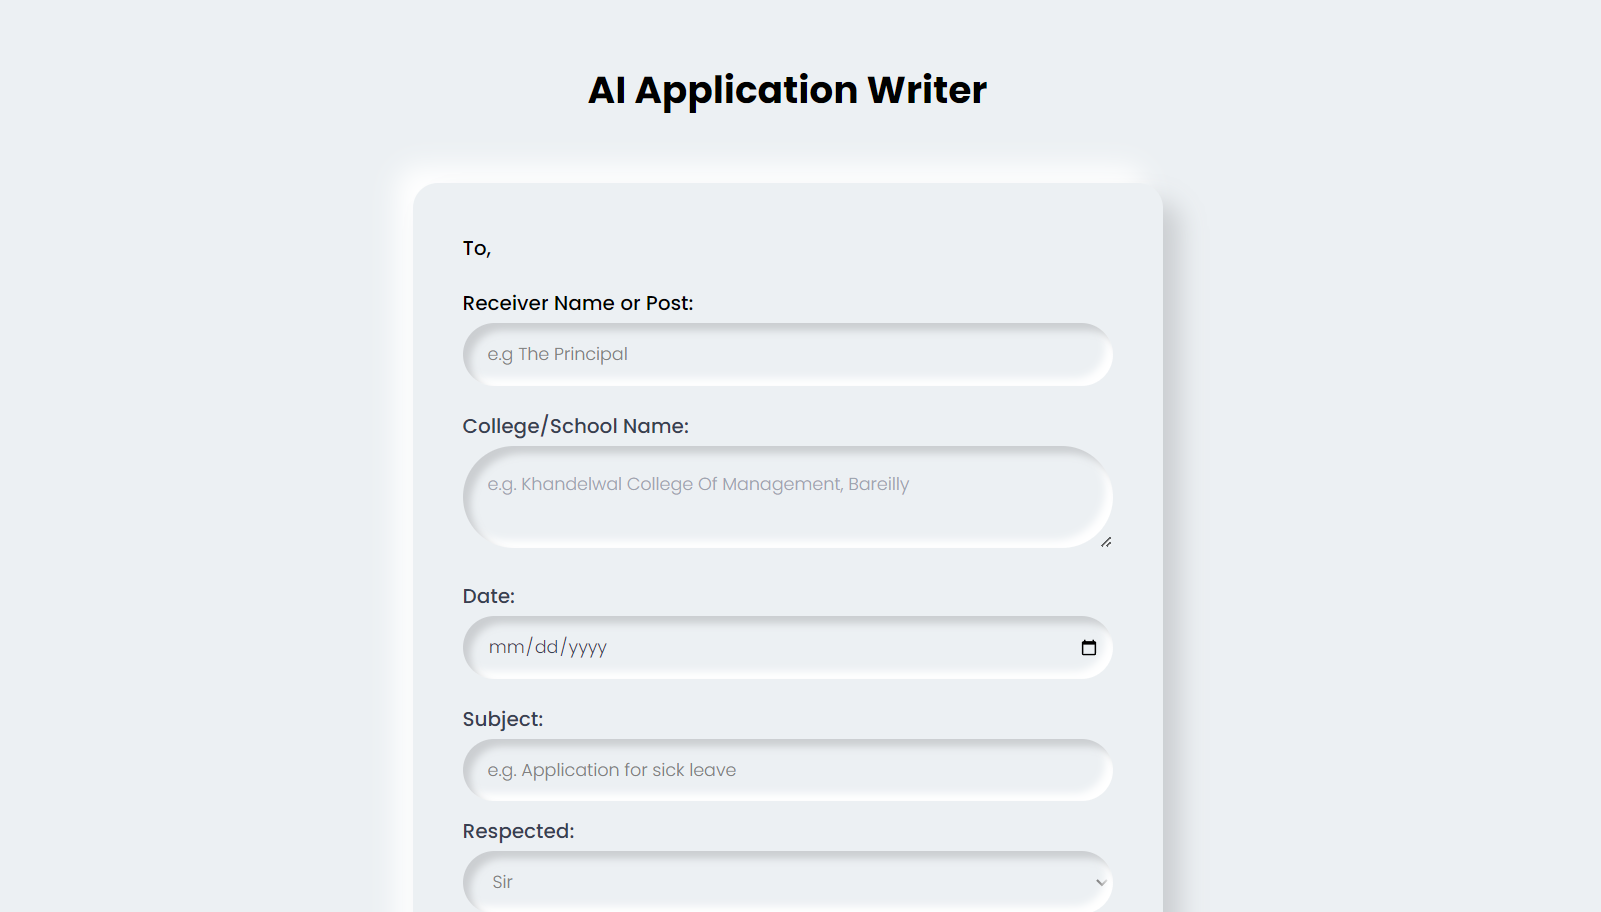 AI Application Writer
To,
Receiver Name or Post:
e.g The Principal
College/School Name:
e.g. Khandelwal College Of Management, Bareilly
Date:
mm/dd/yyyy
Subject:
e.g. Application for sick leave
Respected:
Sir